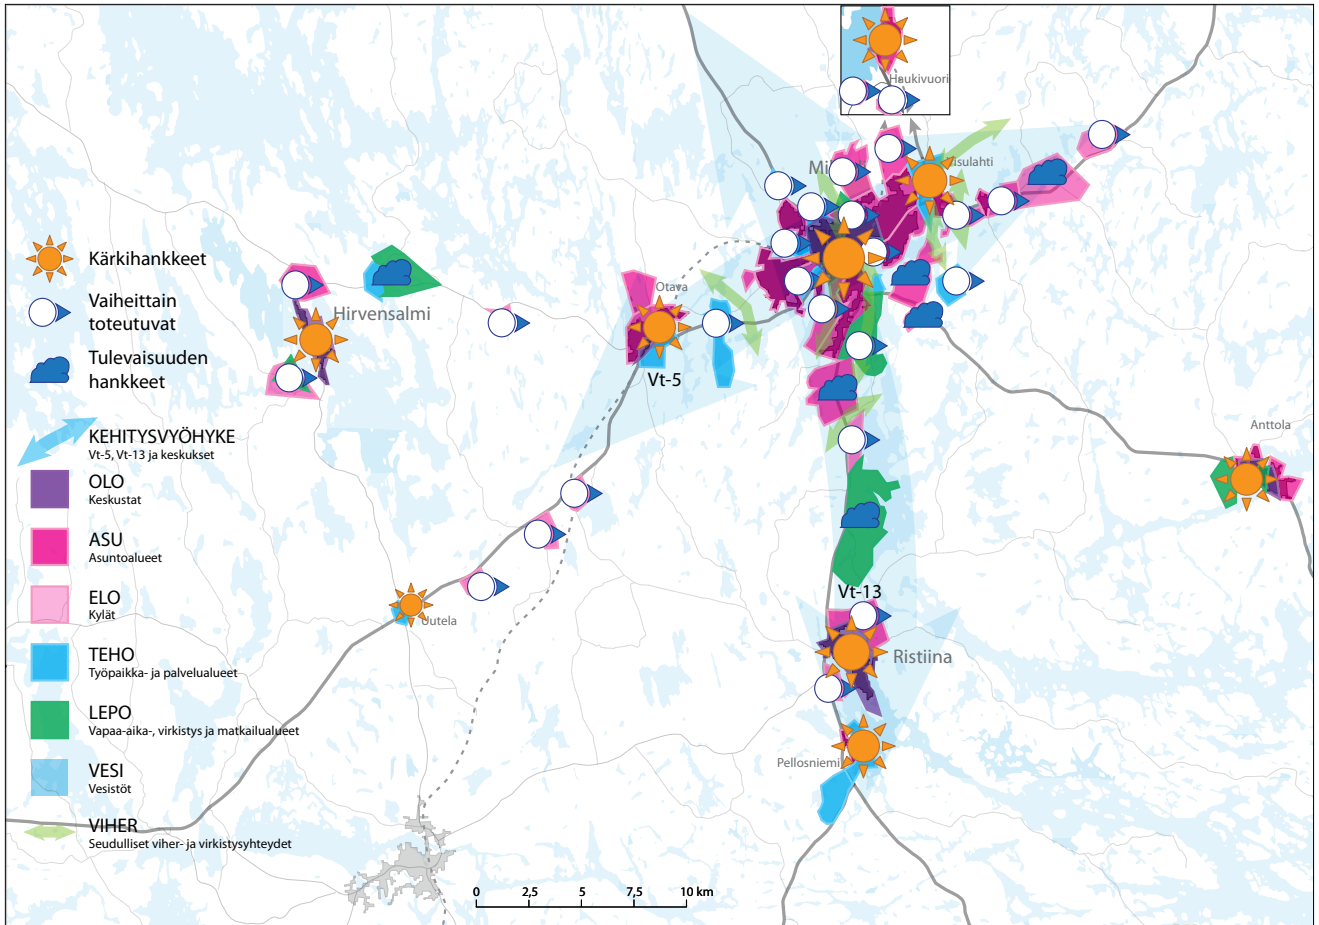 Haukivuori
Kärkihankkeet
Vaiheittain
toteutuvat
Tulevaisuuden
hankkeet
KEHITYSVYÖHYKE
Vt-5, Vt-13 ja keskukset
OLO
Keskustat
ASU
Asuntoalueet
ELO
Kylät
TEHO
Työpaikka- ja palvelualueet
LEPO
Vapaa-aika-, virkistys ja matkailualueet
VESI
Vesistöt
VIHER
Seudulliset viher- ja virkistysyhteydet
Hirvensalmi
Otava
Vt-5
Anttola
Vt-13
Uutela
Ristiina
Pellosniemi
0 2,5 5 7,5 10 km